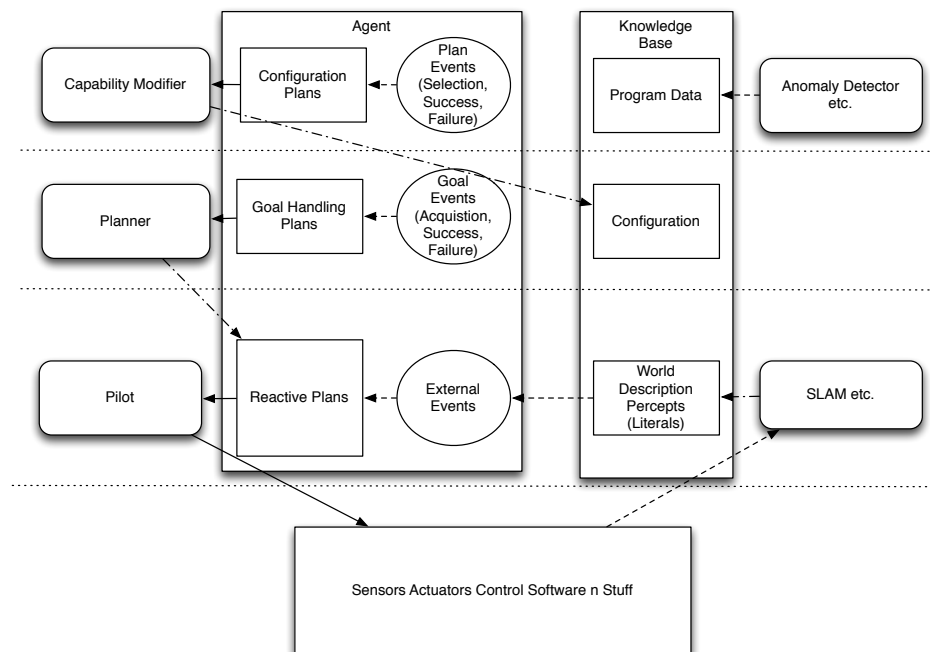 Agent
Knowledge
Base
Capability Modifier
Configuration
Plans
Plan
Events
(Selection,
Success,
Failure)
Program Data
Anomaly Detector
etc.
Planner
Goal Handling
Plans
Goal
Events
(Acquistion,
Success,
Failure)
Configuration
Pilot
Reactive Plans
External
Events
World
Description
Percepts
(Literals)
SLAM etc.
Sensors Actuators Control Software n Stuff